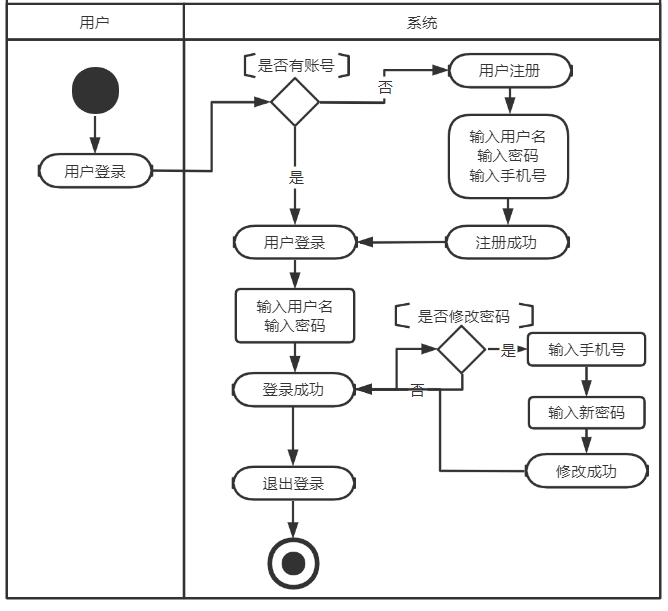 用户
系统
是否有账号
否
用户注册
用户登录
输入用户名
输入密码
输入手机号
是
用户登录
注册成功
输入用户名
输入密码
是否修改密码
是
输入手机号
登录成功
否
输入新密码
修改成功
退出登录